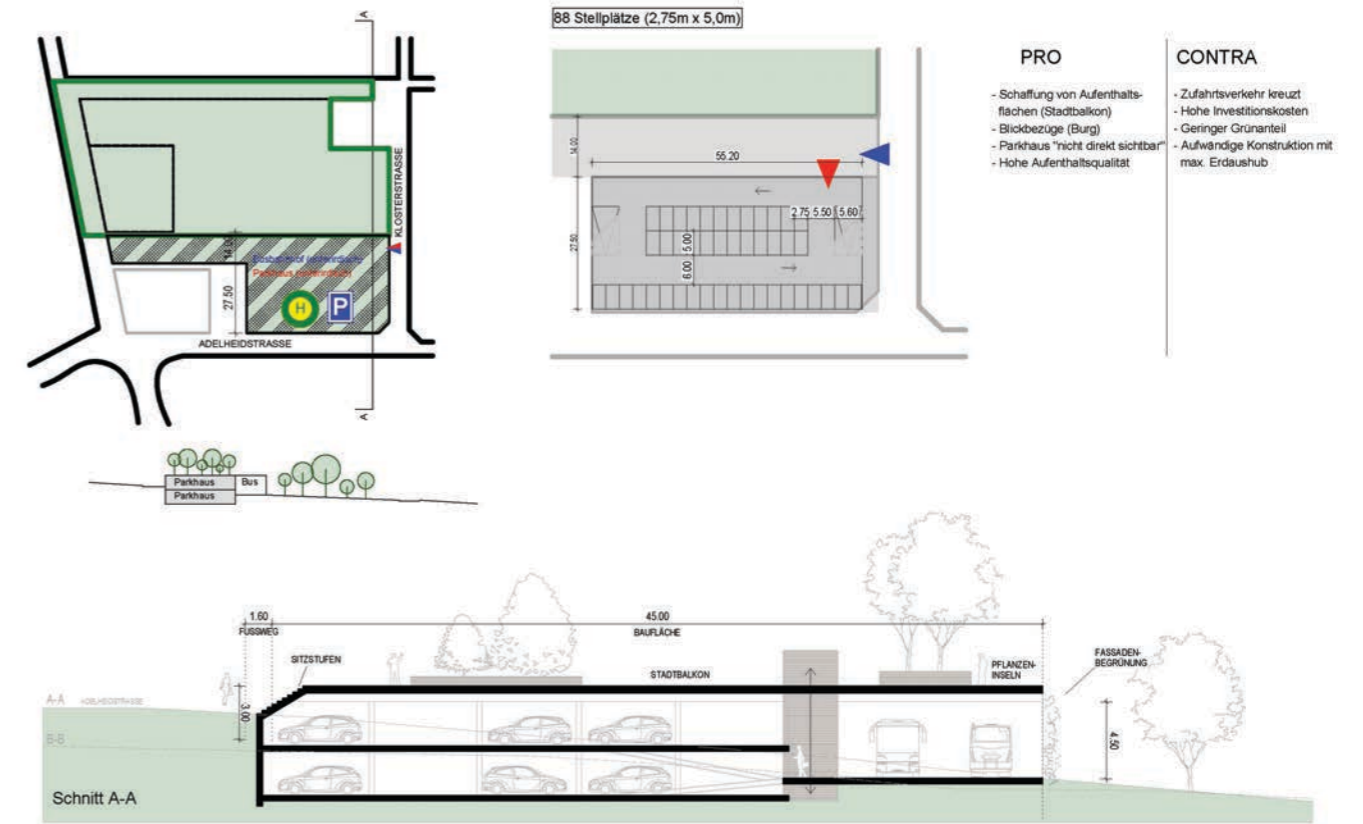 A
KLOSTERSTRASSE
14.00
Busbahnhof (unterirdisch)
Parkhaus (unterirdisch)
27.50
H
P
ADELHEIDSTRASSE
A
88 Stellplätze (2,75m x 5,0m)
14.00
55.20
27.50
2.75 5.50 5.60
5.00
6.00
PRO
- Schaffung von Aufenthalts-
flächen (Stadtbalkon)
- Blickbezüge (Burg)
- Parkhaus "nicht direkt sichtbar"
- Hohe Aufenthaltsqualität
CONTRA
- Zufahrtsverkehr kreuzt
- Hohe Investitionskosten
- Geringer Grünanteil
- Aufwändige Konstruktion mit
max. Erdaushub
Parkhaus
Bus
Parkhaus
1.60
FUSSWEG
45.00
BAUFLÄCHE
SITZSTUFEN
STADTBALKON
PFLANZEN-
INSELN
FASSADEN-
BEGRÜNUNG
A-A ADELHEIDSTRASSE
3.00
B-B
4.50
Schnitt A-A